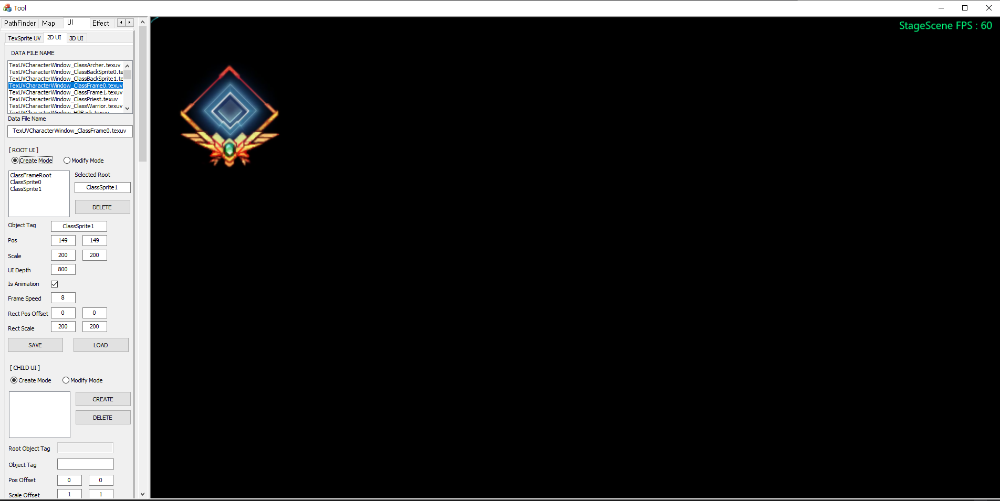 Tool
PathFinder Map UI Effect
StageScene FPS : 60
TexSprite UV 2D UI 3D UI
DATA FILE NAME
TexUVCharacterWindow_ClassArcher.texuv
TexUVCharacterWindow_ClassBackSprite0.te
TexUVCharacterWindow_ClassBackSprite1.te
TexUVCharacterWindow_ClassFrame0.texuv
TexUVCharacterWindow_ClassFrame1.texuv
TexUVCharacterWindow_ClassPriest.texuv
TexUVCharacterWindow_ClassWarrior.texuv
TexUVCharacterWindow_HPBack.texuv
Data File Name
TexUVCharacterWindow_ClassFrame0.texuv
[ ROOT UI ]
Create Mode Modify Mode
ClassFrameRoot
ClassSprite0
ClassSprite1
Selected Root
ClassSprite1
DELETE
Object Tag ClassSprite1
Pos 149 149
Scale 200 200
UI Depth 800
Is Animation
Frame Speed 8
Rect Pos Offset 0 0
Rect Scale 200 200
SAVE LOAD
[ CHILD UI ]
Create Mode Modify Mode
CREATE
DELETE
Root Object Tag
Object Tag
Pos Offset 0 0
Scale Offset 1 1